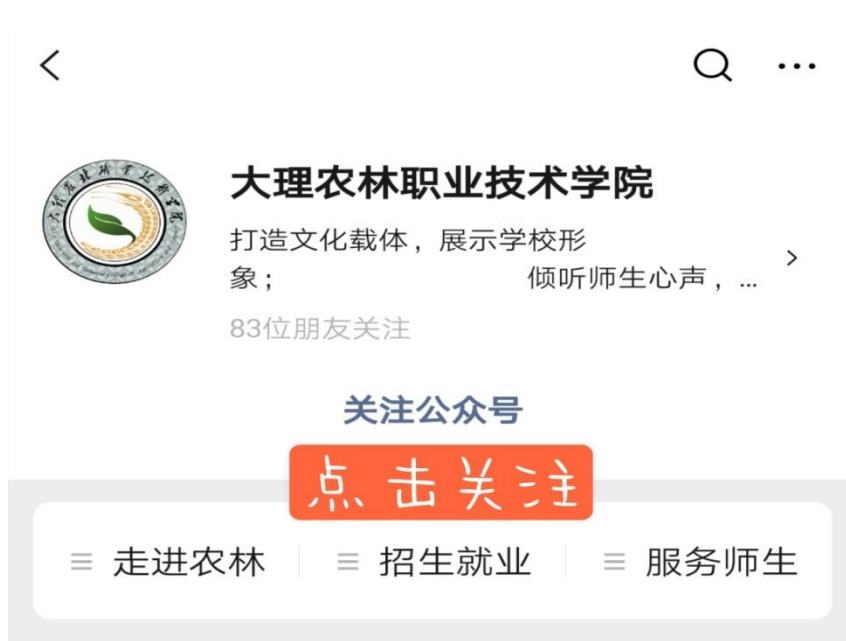 大理农林职业技术学院
打造文化载体，展示学校形
象；倾听师生心声，...
83位朋友关注
关注公众号
点击关注
走进农林 招生就业 服务师生